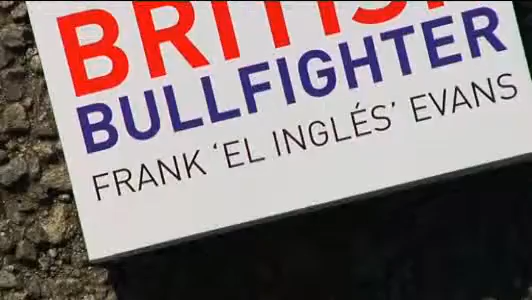 BRITISH
BULLFIGHTER
FRANK ‘EL INGLÉS’ EVANS